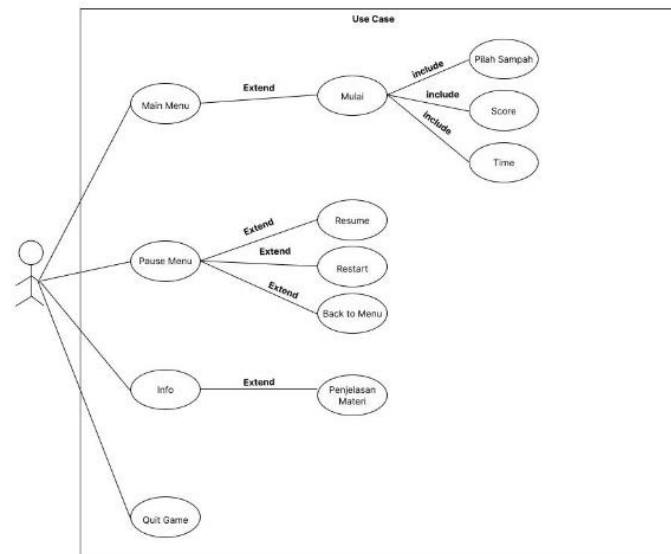 Use Case
Main Menu
Extend
Mulai
include
Pilah Sampah
include
Score
include
Time
Pause Menu
Extend
Resume
Extend
Restart
Extend
Back to Menu
Info
Extend
Penjelasan
Materi
Quit Game